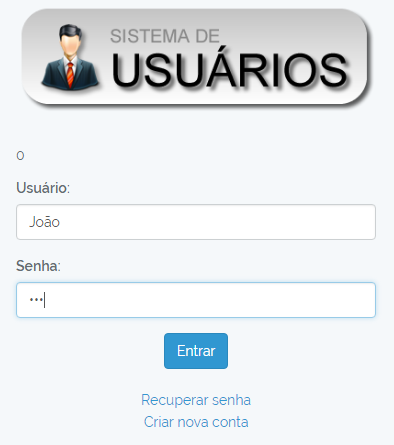 SISTEMA DE
USUÁRIOS
0
Usuário:
João
Senha:
•••
Entrar
Recuperar senha
Criar nova conta